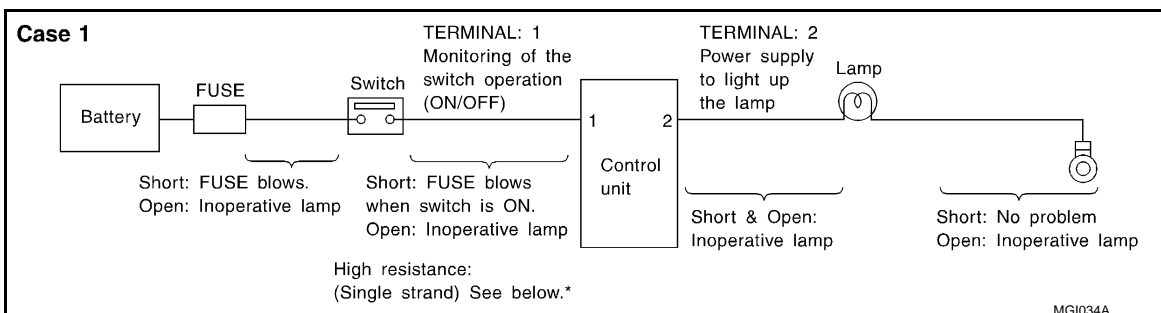 Case 1
TERMINAL: 1
Monitoring of the
switch operation
(ON/OFF)
TERMINAL: 2
Power supply
to light up
the lamp
Lamp
FUSE
Switch
Battery
1
2
Control
unit
Short: FUSE blows.
Open: Inoperative lamp
Short: FUSE blows
when switch is ON.
Open: Inoperative lamp
Short & Open:
Inoperative lamp
Short: No problem
Open: Inoperative lamp
High resistance:
(Single strand) See below.*
MGI034A